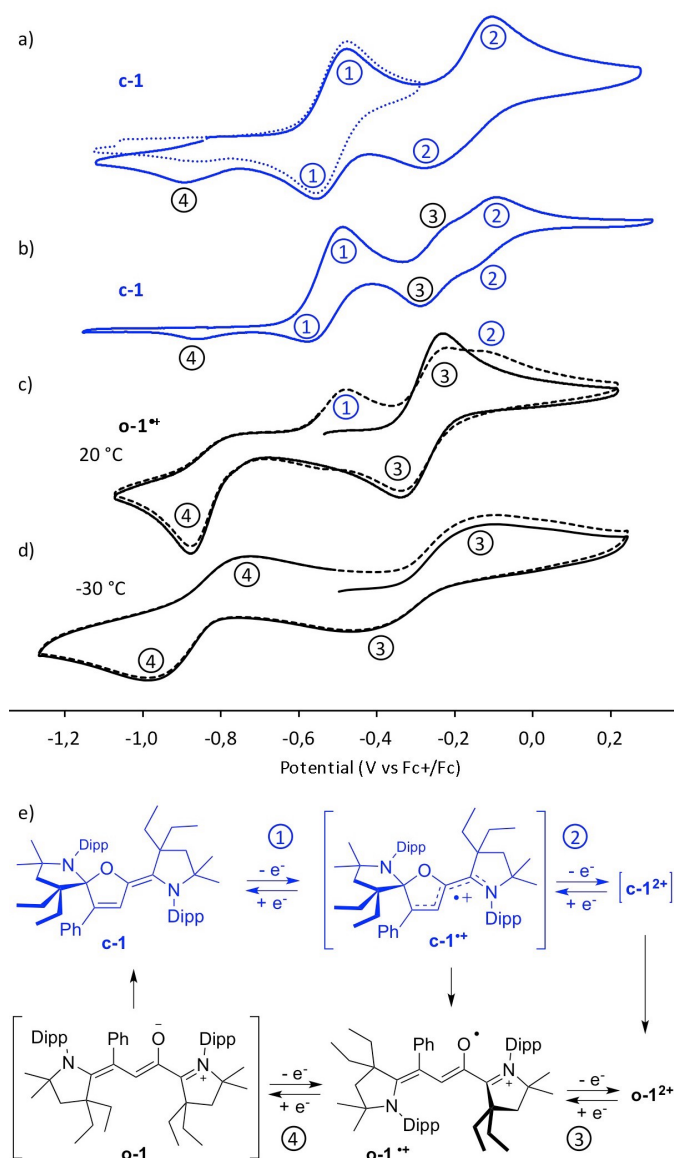 a)
c-1
1
2
1
2
4
b)
c-1
1
3
2
1
3
2
4
c)
o-1•+
20 °C
1
3
2
4
3
d)
-30 °C
4
3
4
3
-1,2 -1,0 -0,8 -0,6 -0,4 -0,2 0,0 0,2
Potential (V vs Fc+/Fc)
e)
1
2
Dipp
N
O
N
Dipp
Ph
c-1
- e-
+ e-
Dipp
N
O
N
•+
Dipp
Ph
c-1•+
- e-
+ e-
[c-12+]
Dipp
N
Ph
O
−
Dipp
N
+
o-1
- e-
+ e-
4
Ph
O•
Dipp
N
+
N
Dipp
o-1•+
- e-
+ e-
3
o-12+